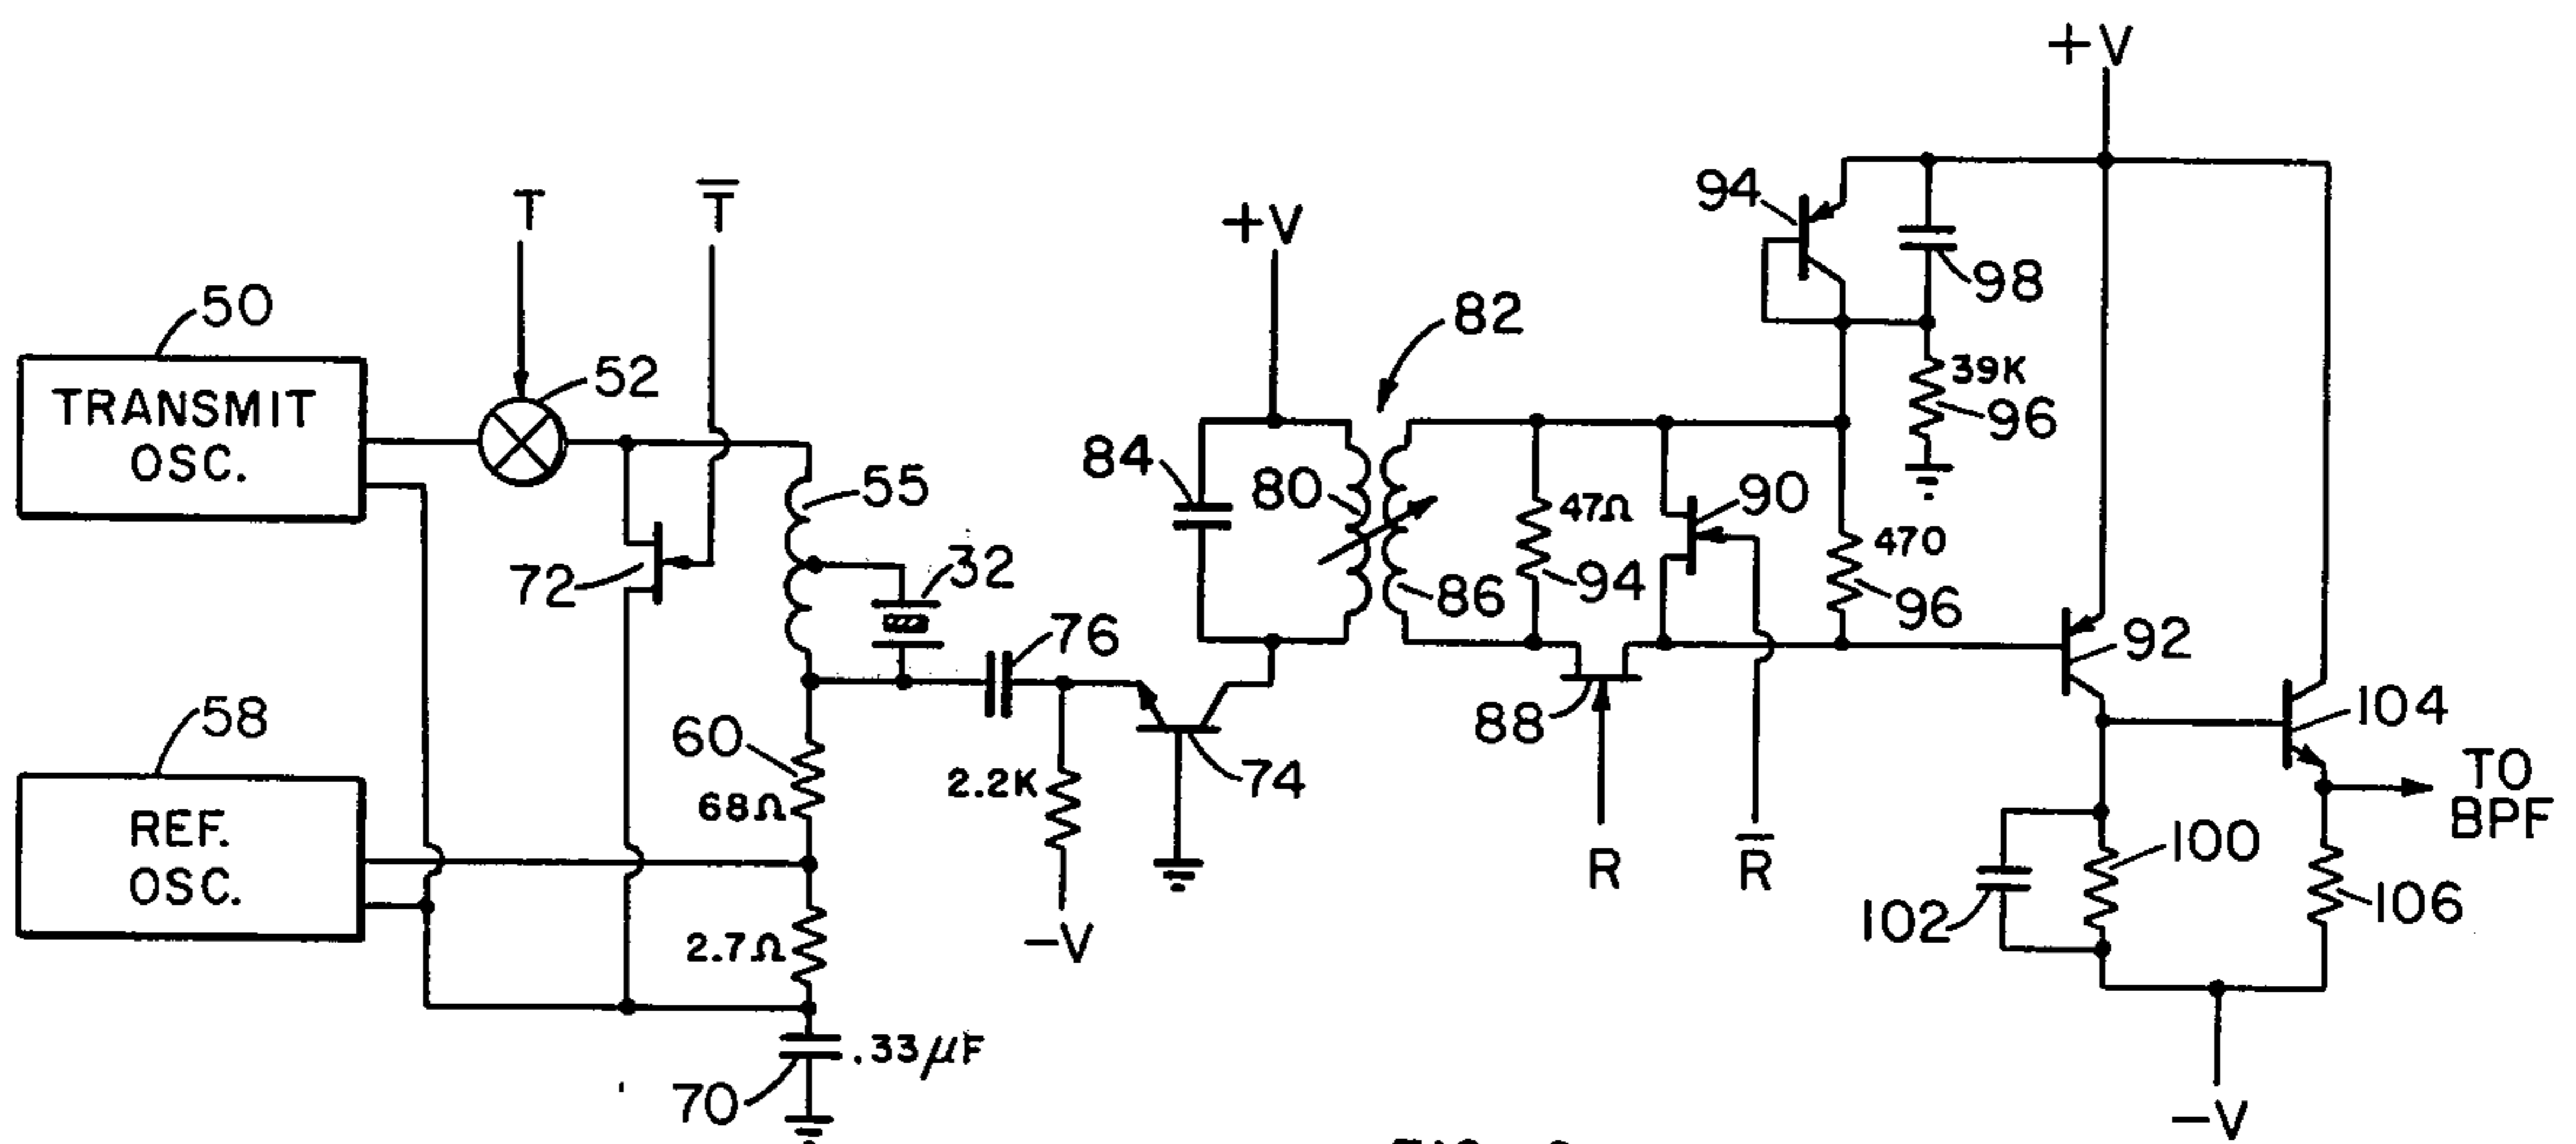 +V
T
T̅
94
98
+V
50
82
52
39K
96
TRANSMIT
OSC.
84
80
55
47Ω
90
470
32
72
86
94
96
92
76
58
60
88
104
2.2K
74
TO
BPF
68Ω
REF.
OSC.
R
R̅
100
102
106
2.7Ω
-V
.33μF
70
-V